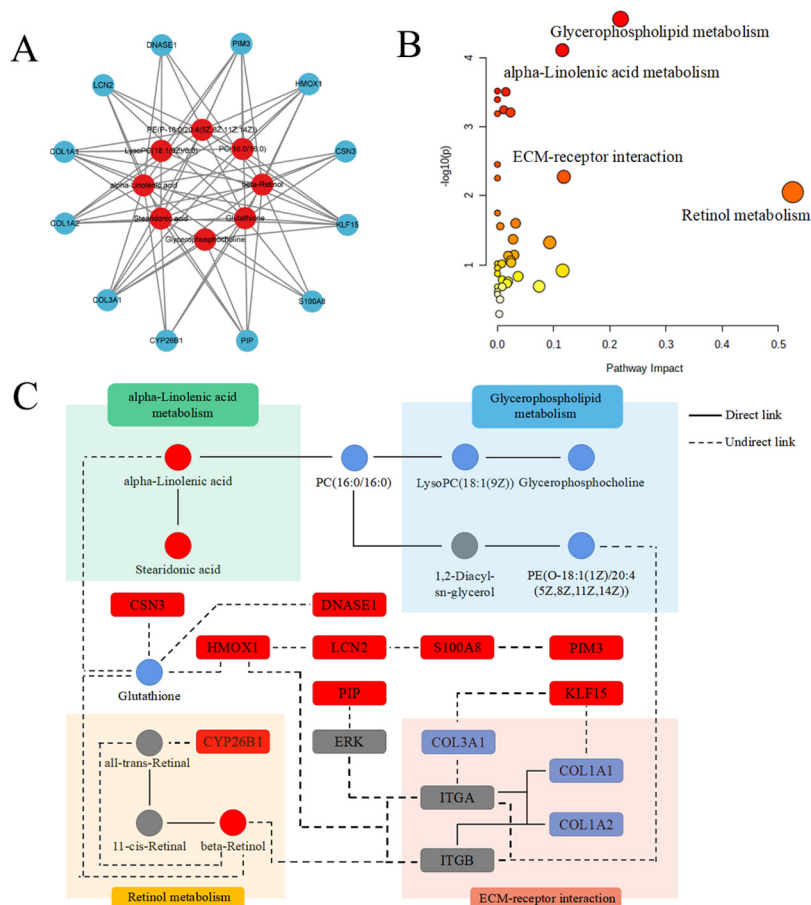 A
DNASE1
PIM3
LCN2
HMOX1
PE(P-18:0/20:4(5Z,8Z,11Z,14Z))
LysoPC(18:1(9Z)/0:0)
PC(16:0/16:0)
COL1A1
CSN3
alpha-Linolenic acid
beta-Retinol
COL1A2
Stearidonic acid
Glutathione
KLF15
Glycerophosphocholine
COL3A1
S100A8
CYP26B1
PIP
B
Glycerophospholipid metabolism
alpha-Linolenic acid metabolism
ECM-receptor interaction
Retinol metabolism
-log10(p)
4
3
2
1
0.0
0.1
0.2
0.3
0.4
0.5
Pathway Impact
C
alpha-Linolenic acid
metabolism
Glycerophospholipid
metabolism
Direct link
Undirect link
alpha-Linolenic acid
PC(16:0/16:0)
LysoPC(18:1(9Z))
Glycerophosphocholine
Stearidonic acid
1,2-Diacyl-
sn-glycerol
PE(O-18:1(1Z)/20:4
(5Z,8Z,11Z,14Z))
CSN3
DNASE1
HMOX1
LCN2
S100A8
PIM3
Glutathione
PIP
KLF15
CYP26B1
ERK
COL3A1
all-trans-Retinal
COL1A1
ITGA
COL1A2
11-cis-Retinal
beta-Retinol
ITGB
Retinol metabolism
ECM-receptor interaction